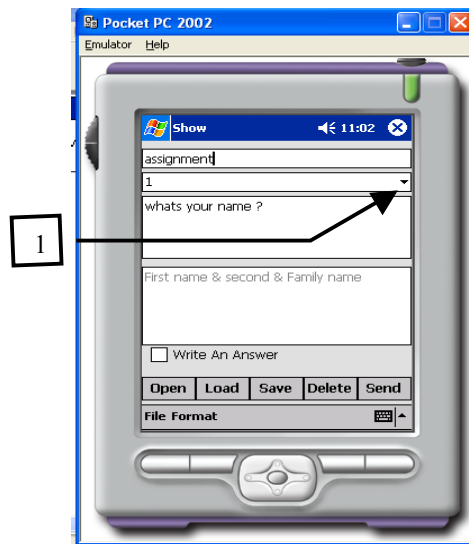 Pocket PC 2002
Emulator Help
Show 11:02
assignment
1
whats your name ?
1
First name & second & Family name
Write An Answer
Open Load Save Delete Send
File Format